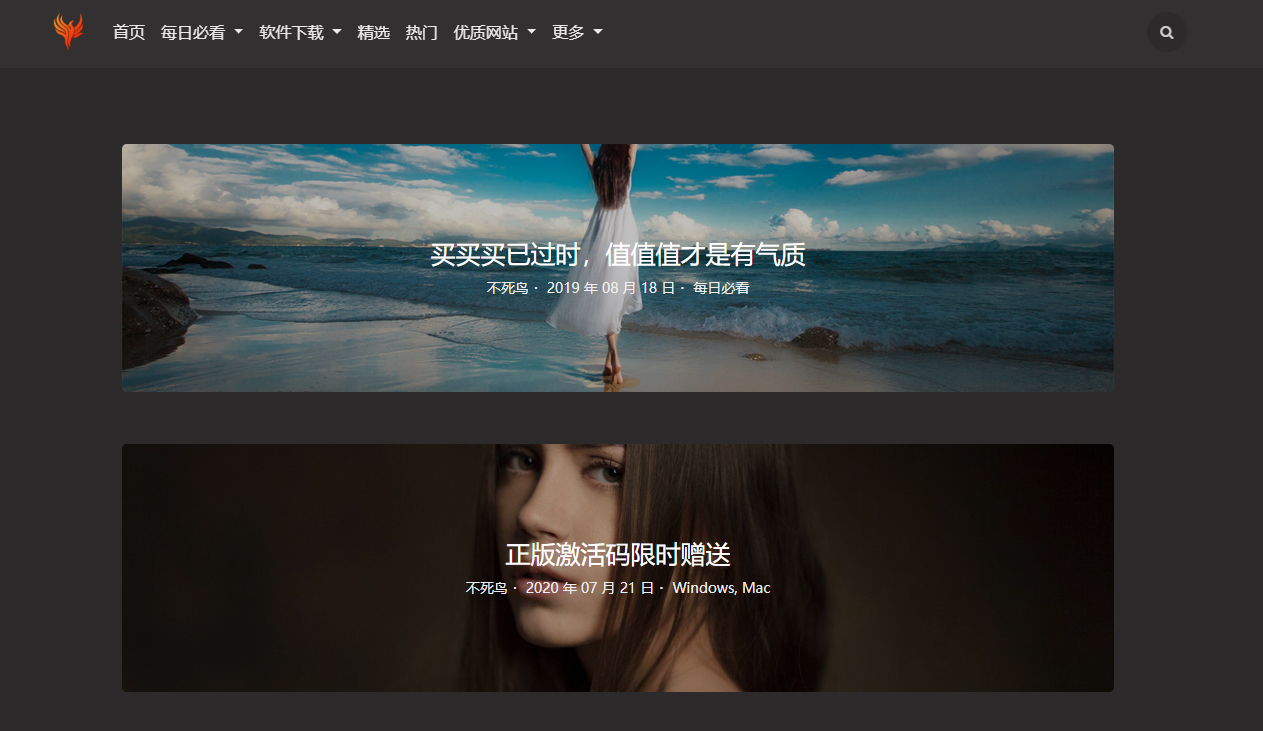 首页 每日必看 软件下载 精选 热门 优质网站 更多
买买买已过时，值值值才是有气质
不死鸟 · 2019 年 08 月 18 日 · 每日必看
正版激活码限时赠送
不死鸟 · 2020 年 07 月 21 日 · Windows, Mac